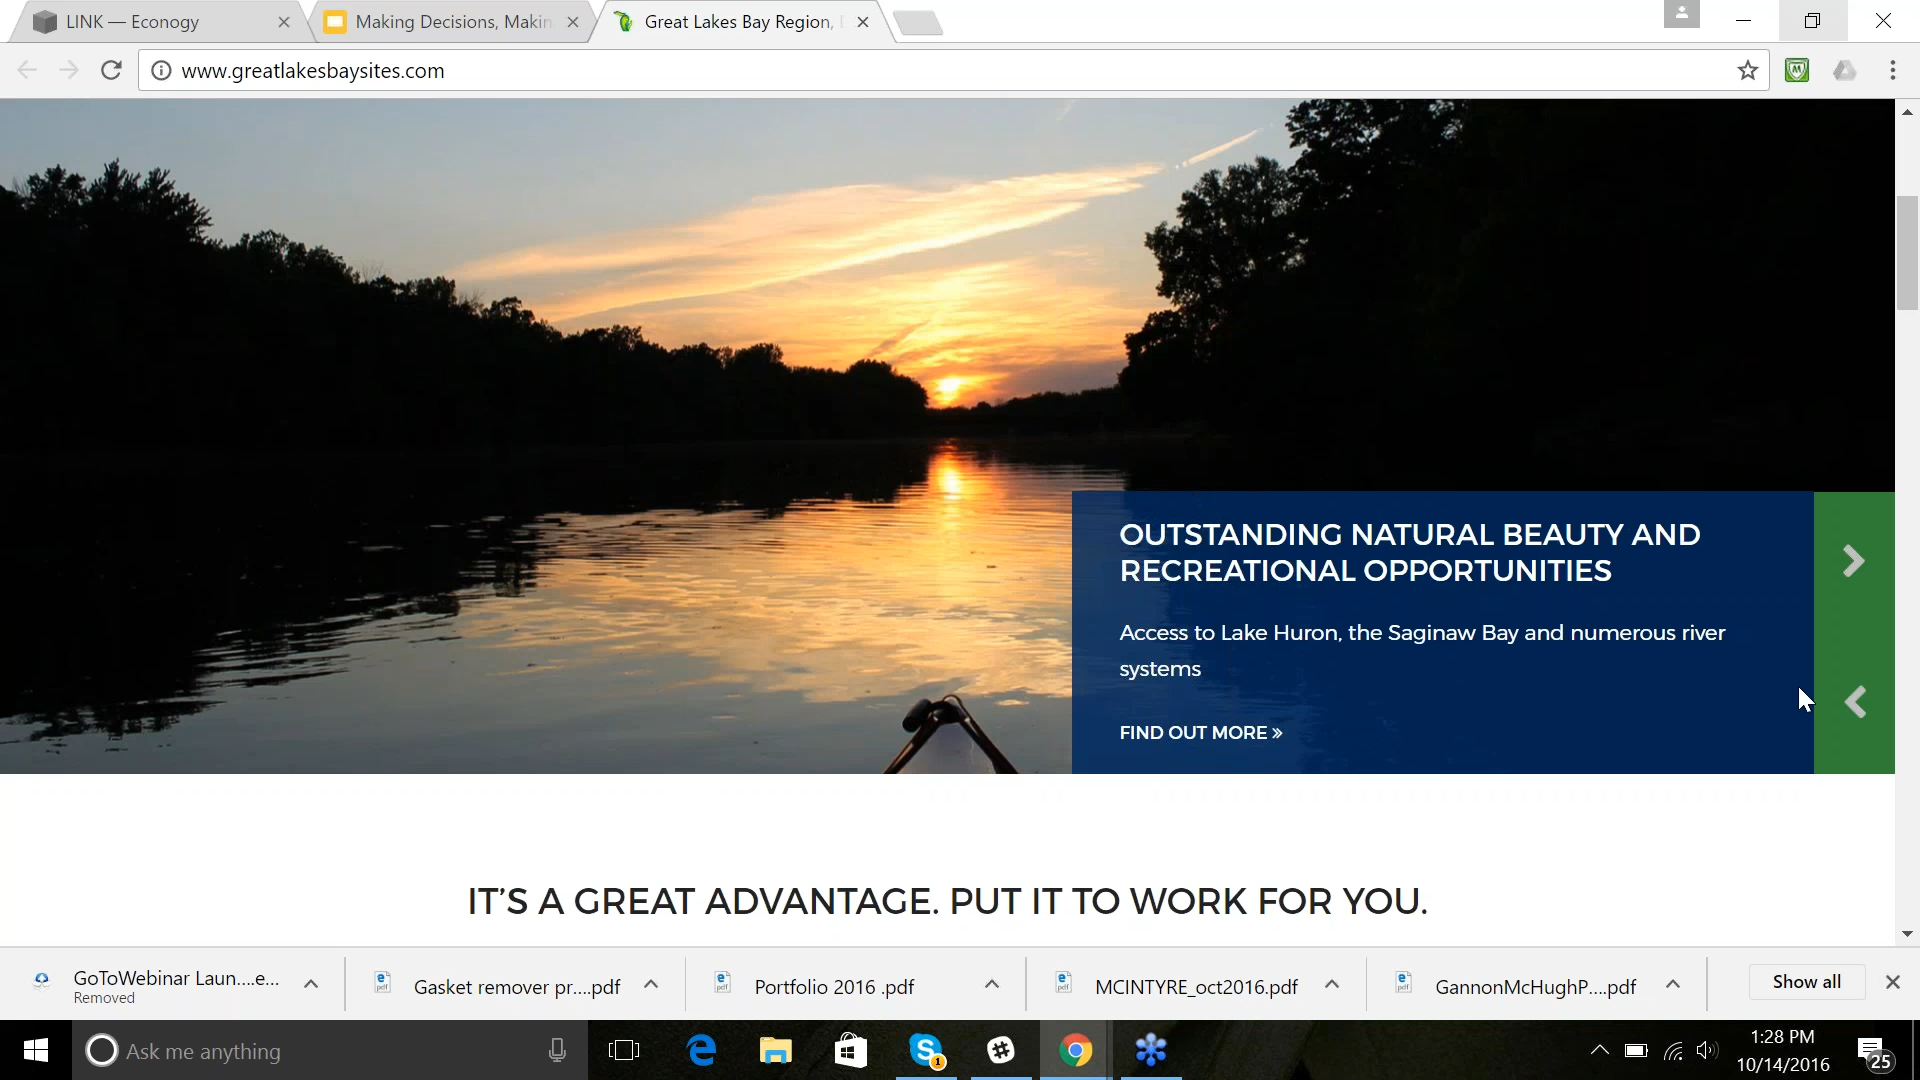 LINK — Econogy
Making Decisions, Makin
Great Lakes Bay Region,
www.greatlakesbaysites.com
OUTSTANDING NATURAL BEAUTY AND
RECREATIONAL OPPORTUNITIES
Access to Lake Huron, the Saginaw Bay and numerous river
systems
FIND OUT MORE »
IT’S A GREAT ADVANTAGE. PUT IT TO WORK FOR YOU.
GoToWebinar Laun....e...
Removed
Gasket remover pr....pdf
Portfolio 2016 .pdf
MCINTYRE_oct2016.pdf
GannonMcHughP....pdf
Show all
Ask me anything
1
1:28 PM
10/14/2016
25